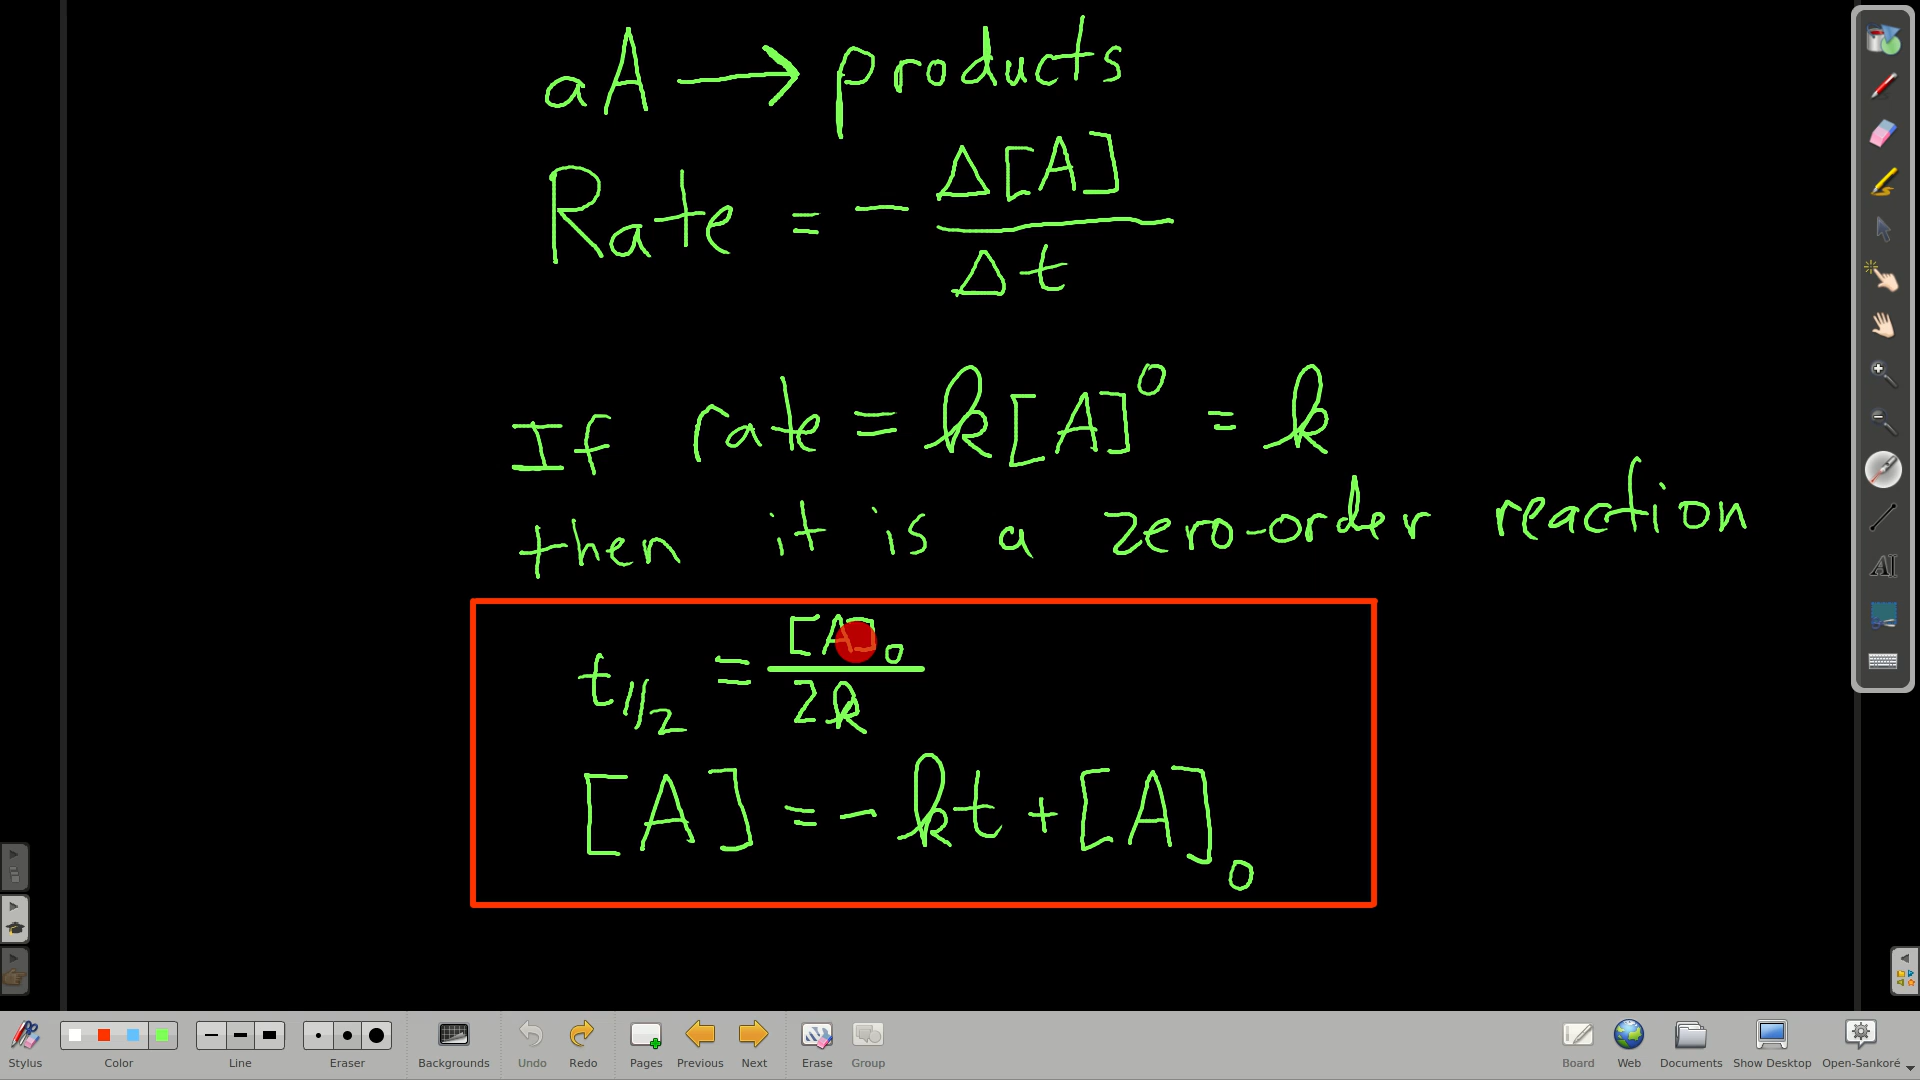 aA → products
Rate = - Δ[A]
Δt
If rate = k[A]⁰ = k
then it is a zero-order reaction
t1/2 = [A]₀
2k
[A] = -kt + [A]₀
AI
Stylus Color Line Eraser Backgrounds Undo Redo Pages Previous Next Erase Group Board Web Documents Show Desktop Open-Sankoré